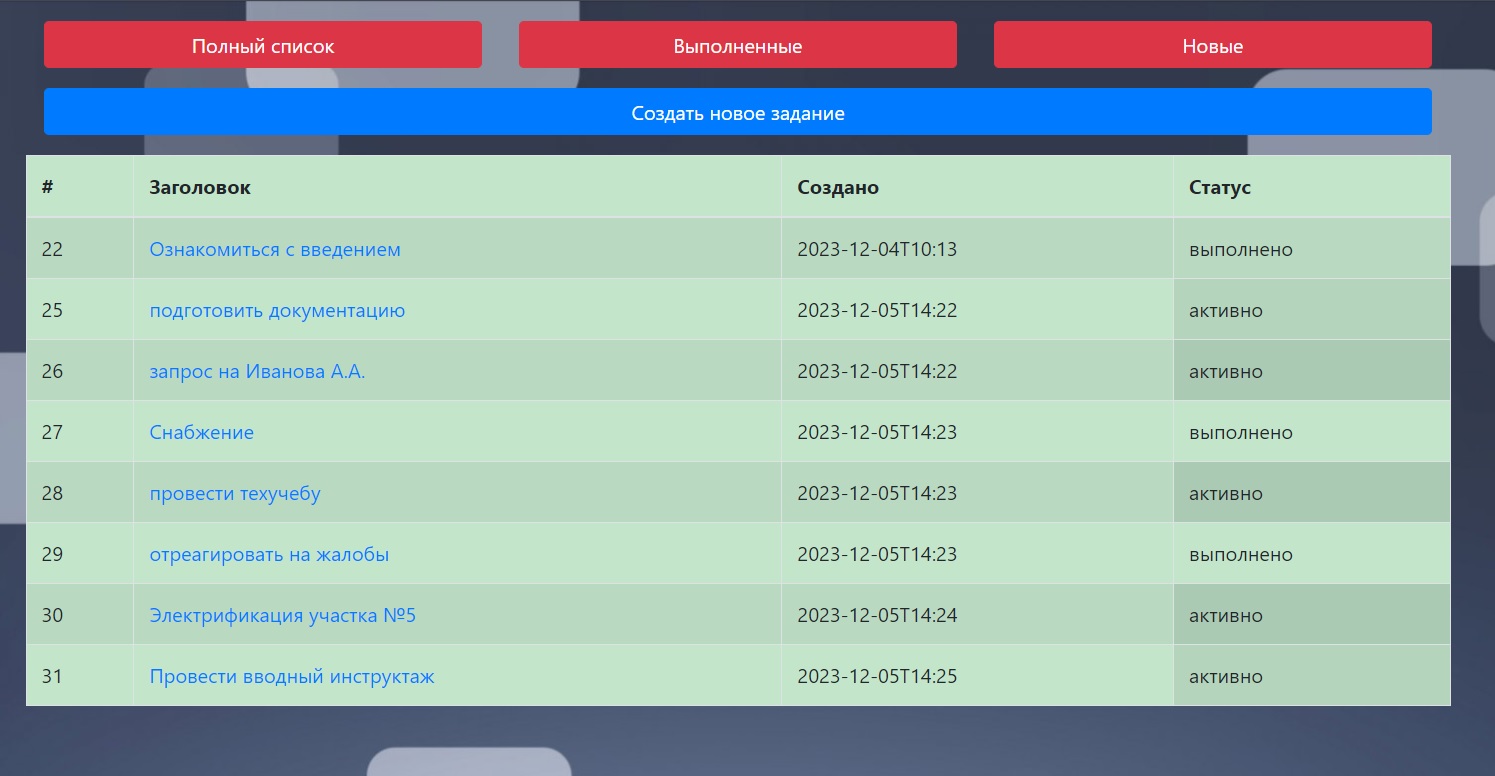 Полный список Выполненные Новые
Создать новое задание
# Заголовок Создано Статус
22 Ознакомиться с введением 2023-12-04T10:13 выполнено
25 подготовить документацию 2023-12-05T14:22 активно
26 запрос на Иванова А.А. 2023-12-05T14:22 активно
27 Снабжение 2023-12-05T14:23 выполнено
28 провести техучебу 2023-12-05T14:23 активно
29 отреагировать на жалобы 2023-12-05T14:23 выполнено
30 Электрификация участка №5 2023-12-05T14:24 активно
31 Провести вводный инструктаж 2023-12-05T14:25 активно